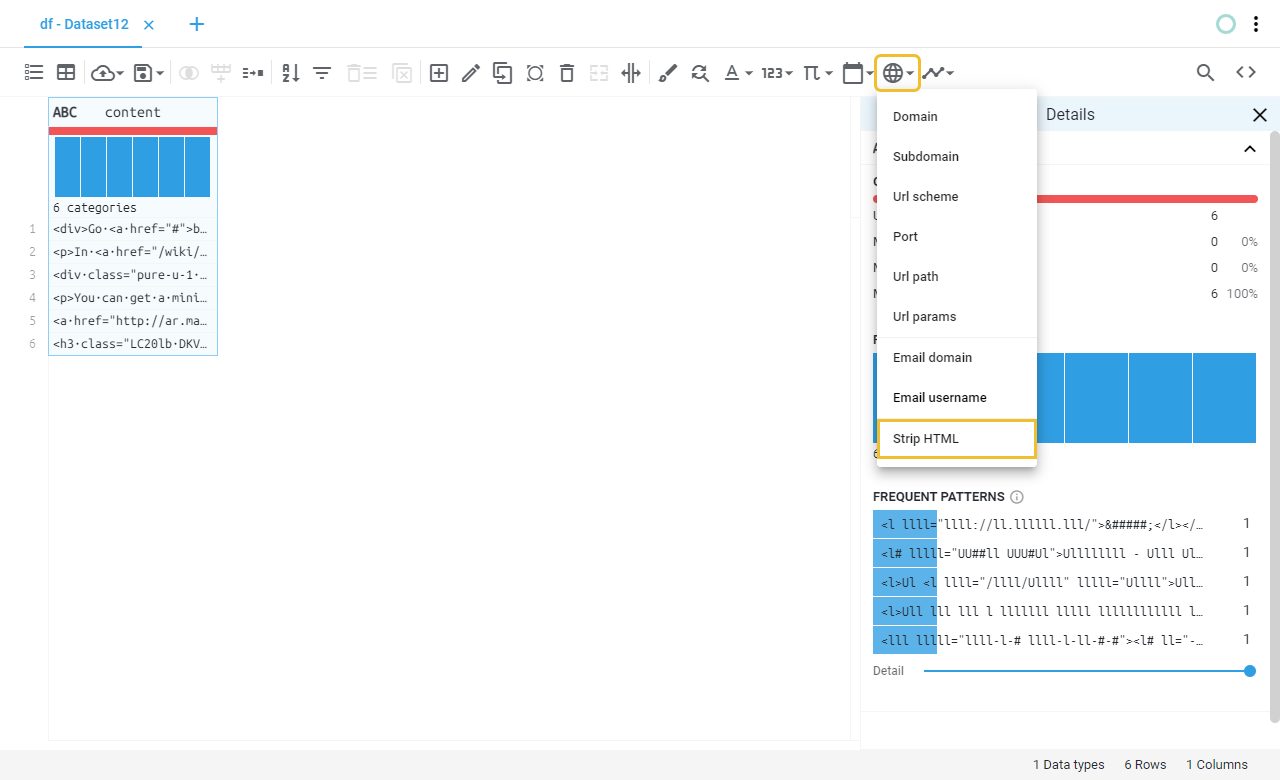 df - Dataset12
123
ABC content
6 categories
1 <div>Go·<a·href="#">b…
2 <p>In·<a·href="/wiki/…
3 <div·class="pure-u-1·…
4 <p>You·can·get·a·mini…
5 <a·href="http://ar.ma…
6 <h3·class="LC20lb·DKV…
Domain
Subdomain
Url scheme
Port
Url path
Url params
Email domain
Email username
Strip HTML
Details
6
0 0%
0 0%
6 100%
FREQUENT PATTERNS
<l llll="llll://ll.llllll.lll/">&#####;</l></… 1
<l# lllll="UU##ll UUU#Ul">Ullllllll - Ulll Ul… 1
<l>Ul <l llll="/llll/Ullll" lllll="Ullll">Ull… 1
<l>Ull lll lll l lllllll lllll llllllllllll l… 1
<lll lllll="llll-l-# llll-l-ll-#-#"><l# ll="-… 1
Detail
1 Data types 6 Rows 1 Columns